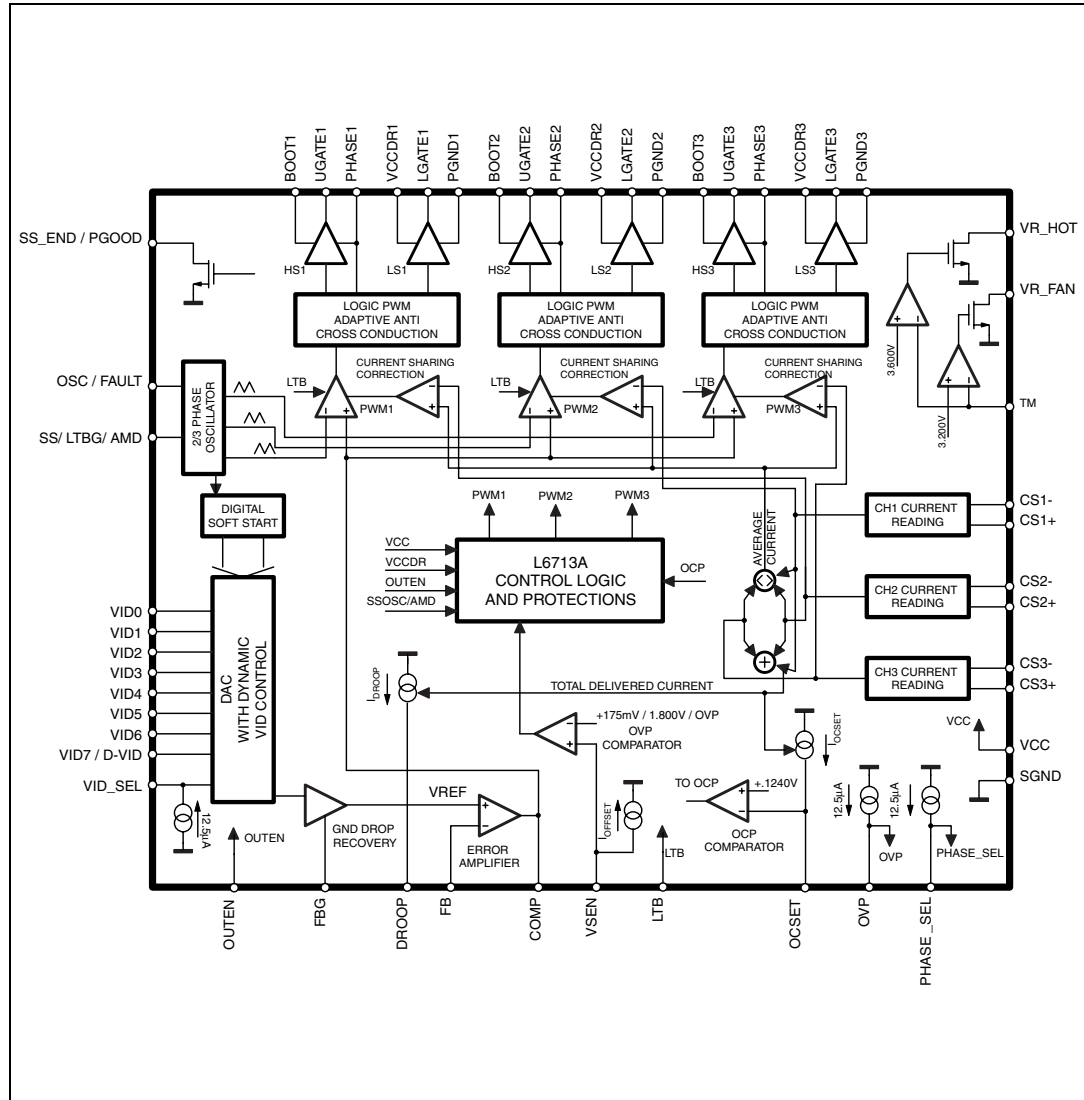 BOOT1
UGATE1
PHASE1
VCCDR1
LGATE1
PGND1
BOOT2
UGATE2
PHASE2
VCCDR2
LGATE2
PGND2
BOOT3
UGATE3
PHASE3
VCCDR3
LGATE3
PGND3
SS_END / PGOOD
VR_HOT
HS1
LS1
HS2
LS2
HS3
LS3
VR_FAN
LOGIC PWM
ADAPTIVE ANTI
CROSS CONDUCTION
LOGIC PWM
ADAPTIVE ANTI
CROSS CONDUCTION
LOGIC PWM
ADAPTIVE ANTI
CROSS CONDUCTION
3.600V
3.200V
TM
OSC / FAULT
SS/ LTBG/ AMD
2/3 PHASE
OSCILLATOR
LTB
PWM1
CURRENT SHARING
CORRECTION
LTB
PWM2
CURRENT SHARING
CORRECTION
LTB
PWM3
CURRENT SHARING
CORRECTION
DIGITAL
SOFT START
PWM1
PWM2
PWM3
VCC
VCCDR
OUTEN
SSOSC/AMD
L6713A
CONTROL LOGIC
AND PROTECTIONS
OCP
AVERAGE
CURRENT
CH1 CURRENT
READING
CS1-
CS1+
CH2 CURRENT
READING
CS2-
CS2+
CH3 CURRENT
READING
CS3-
CS3+
VID0
VID1
VID2
VID3
VID4
VID5
VID6
VID7 / D-VID
VID_SEL
DAC
WITH DYNAMIC
VID CONTROL
12.5µA
OUTEN
GND DROP
RECOVERY
VREF
ERROR
AMPLIFIER
IDROOP
TOTAL DELIVERED CURRENT
+175mV / 1.800V / OVP
OVP
COMPARATOR
IOFFSET
LTB
TO OCP
+.1240V
OCP
COMPARATOR
IOCSET
12.5µA
OVP
12.5µA
PHASE_SEL
VCC
VCC
SGND
OUTEN
FBG
DROOP
FB
COMP
VSEN
LTB
OCSET
OVP
PHASE _SEL